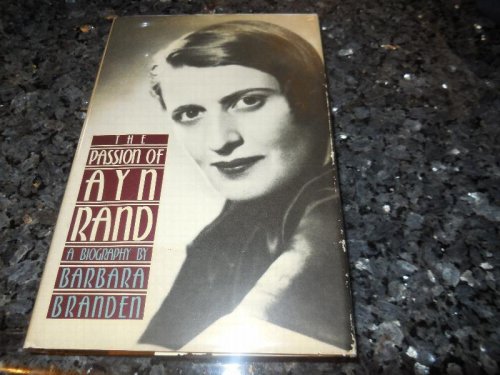 THE
PASSION OF
AYN
RAND
A BIOGRAPHY BY
BARBARA
BRANDEN